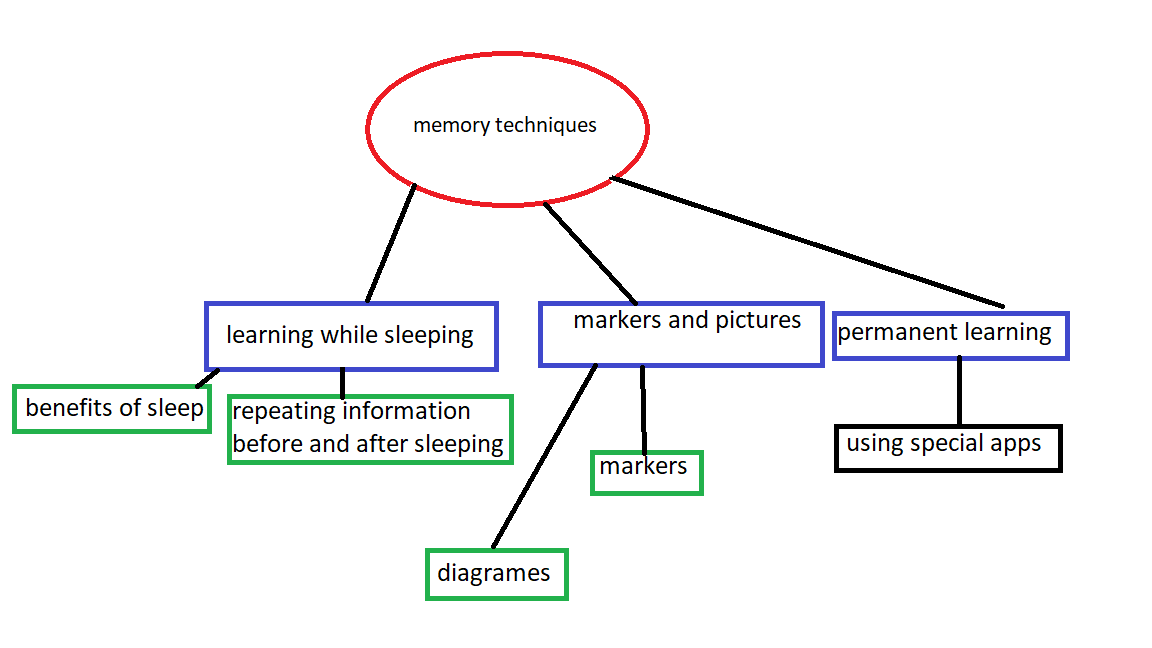 memory techniques
learning while sleeping
markers and pictures
permanent learning
benefits of sleep
repeating information
before and after sleeping
markers
using special apps
diagrames